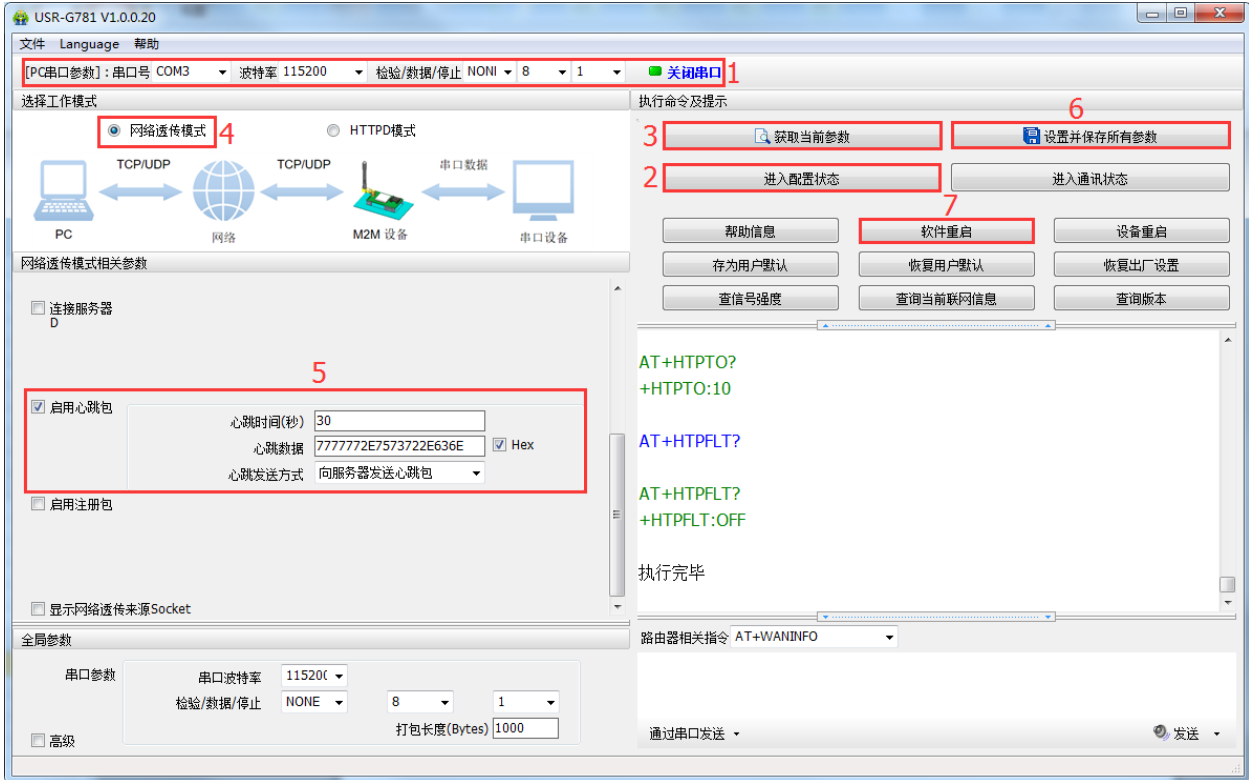 USR-G781 V1.0.0.20
文件 Language 帮助
[PC串口参数]:串口号 COM3 波特率 115200 检验/数据/停止 NONI 8 1 关闭串口 1
选择工作模式
4
网络透传模式 HTTPD模式
TCP/UDP TCP/UDP 串口数据
PC 网络 M2M 设备 串口设备
网络透传模式相关参数
连接服务器
D
5
启用心跳包
心跳时间(秒) 30
心跳数据 7777772E7573722E636E Hex
心跳发送方式 向服务器发送心跳包
启用注册包
显示网络透传来源Socket
全局参数
串口参数 串口波特率 115200
检验/数据/停止 NONE 8 1
打包长度(Bytes) 1000
高级
执行命令及提示
6
3 获取当前参数 设置并保存所有参数
2 进入配置状态 进入通讯状态
7
帮助信息 软件重启 设备重启
存为用户默认 恢复用户默认 恢复出厂设置
查信号强度 查询当前联网信息 查询版本
AT+HTPTO?
+HTPTO:10
AT+HTPFLT?
AT+HTPFLT?
+HTPFLT:OFF
执行完毕
路由器相关指令 AT+WANINFO
通过串口发送 发送